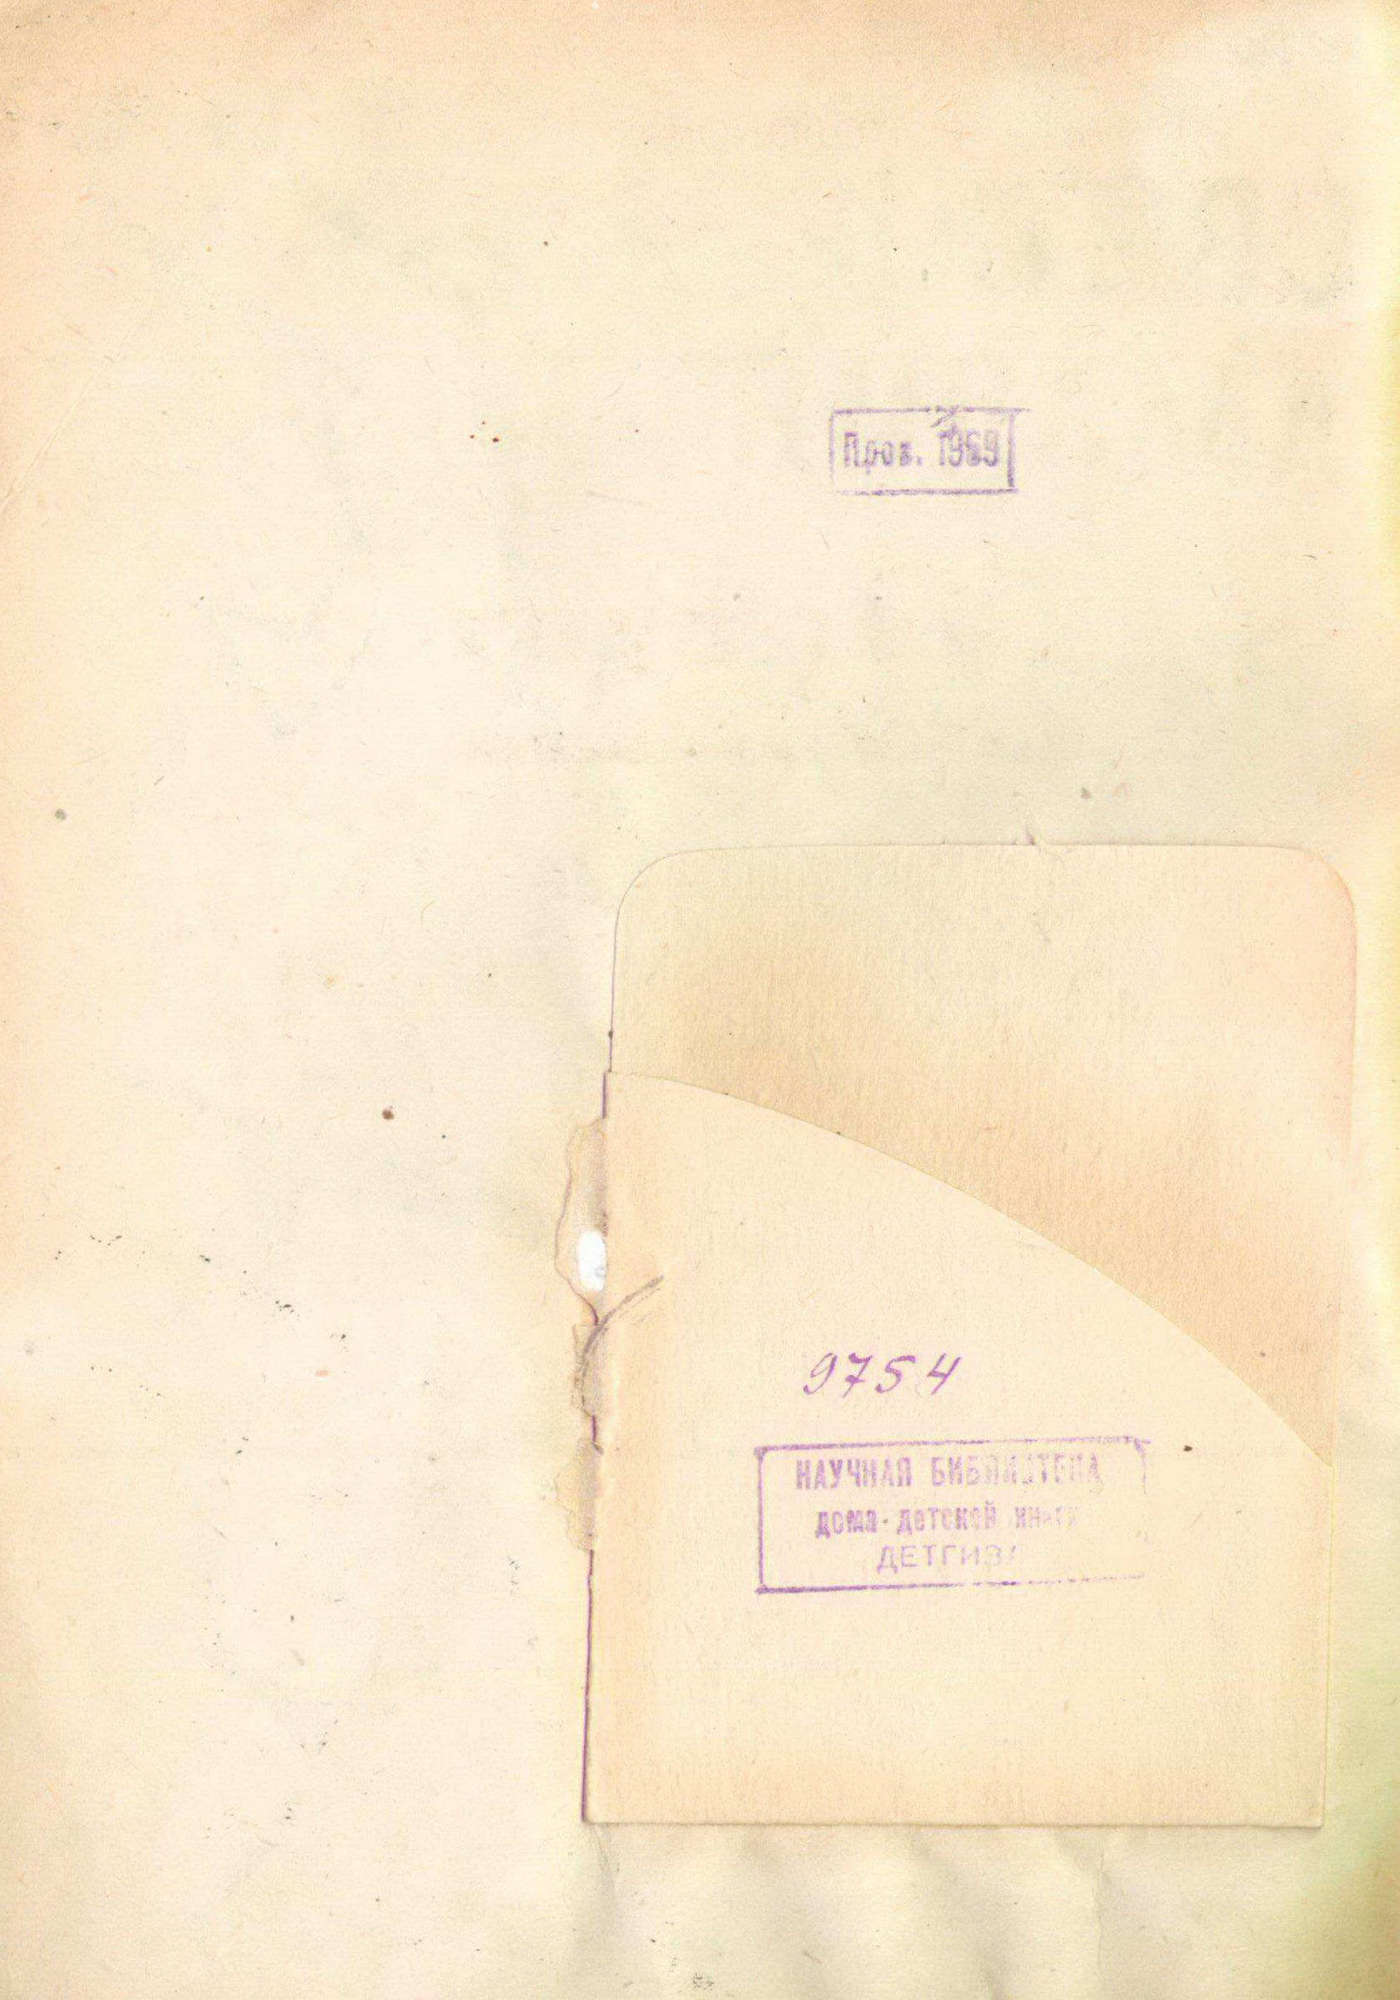 Пров. 1969
9754
НАУЧНАЯ БИБЛИОТЕКА
дома детской книги
ДЕТГИЗА